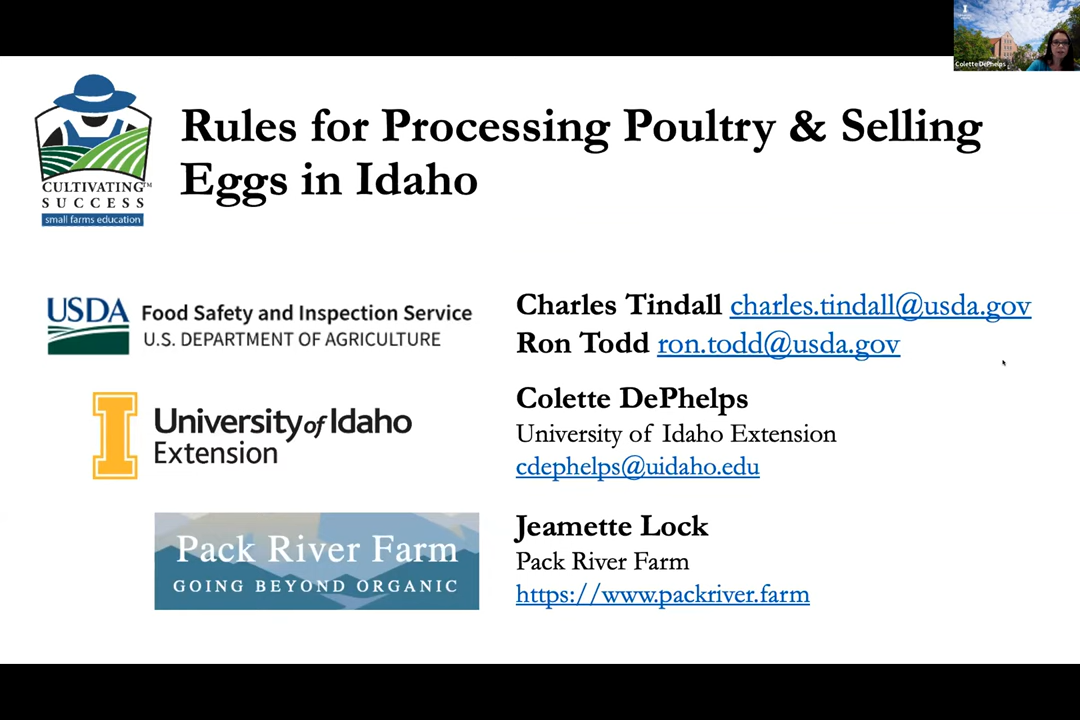 Colette DePhelps
Rules for Processing Poultry & Selling
Eggs in Idaho
CULTIVATING™
SUCCESS
small farms education
USDA Food Safety and Inspection Service
U.S. DEPARTMENT OF AGRICULTURE
Charles Tindall charles.tindall@usda.gov
Ron Todd ron.todd@usda.gov
University of Idaho
Extension
Colette DePhelps
University of Idaho Extension
cdephelps@uidaho.edu
Pack River Farm
GOING BEYOND ORGANIC
Jeamette Lock
Pack River Farm
https://www.packriver.farm